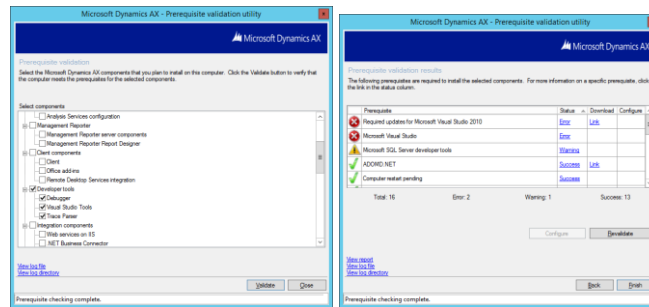 Microsoft Dynamics AX - Prerequisite validation utility
Microsoft Dynamics AX
Prerequisite validation
Select the Microsoft Dynamics AX components that you plan to install on this computer. Click the Validate button to verify that
the computer meets the prerequisites for the selected components.
Select components
Analysis Services configuration
Management Reporter
Management Reporter server components
Management Reporter Report Designer
Client components
Client
Office add-ins
Remote Desktop Services integration
Developer tools
Debugger
Visual Studio Tools
Trace Parser
Integration components
Web services on IIS
.NET Business Connector
View log file
View log directory
Validate
Close
Prerequisite checking complete.
Microsoft Dynamics AX - Prerequisite validation utility
Microsoft Dynamics AX
Prerequisite validation results
The following prerequisites are required to install the selected components. For more information on a specific prerequisite, click
the link in the status column.
Prerequisite Status Download Configure
Required updates for Microsoft Visual Studio 2010 Error Link
Microsoft Visual Studio Error
Microsoft SQL Server developer tools Warning
ADOMD.NET Success Link
Computer restart pending Success
Total: 16 Error: 2 Warning: 1 Success: 13
Configure
Revalidate
View report
View log file
View log directory
Back
Finish
Prerequisite checking complete.